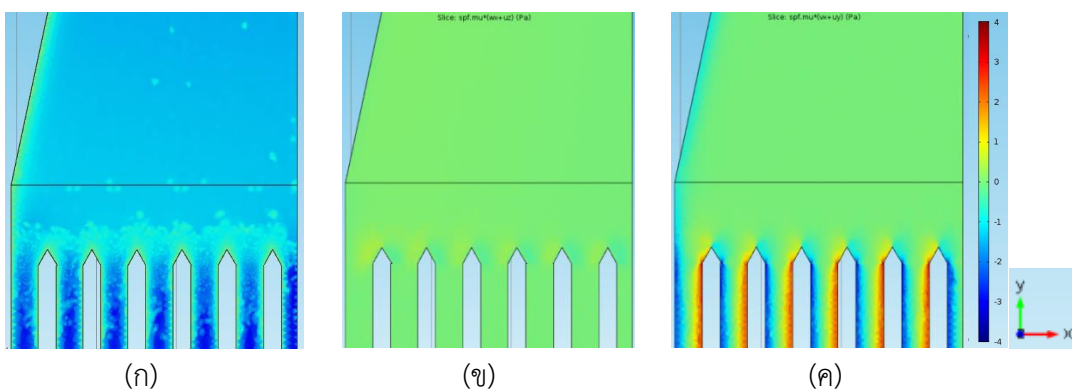 Slice: spf.mu*(wx+uz) (Pa)
Slice: spf.mu*(vx+uy) (Pa)
4
3
2
1
0
-1
-2
-3
-4
y
x
(ก)
(ข)
(ค)